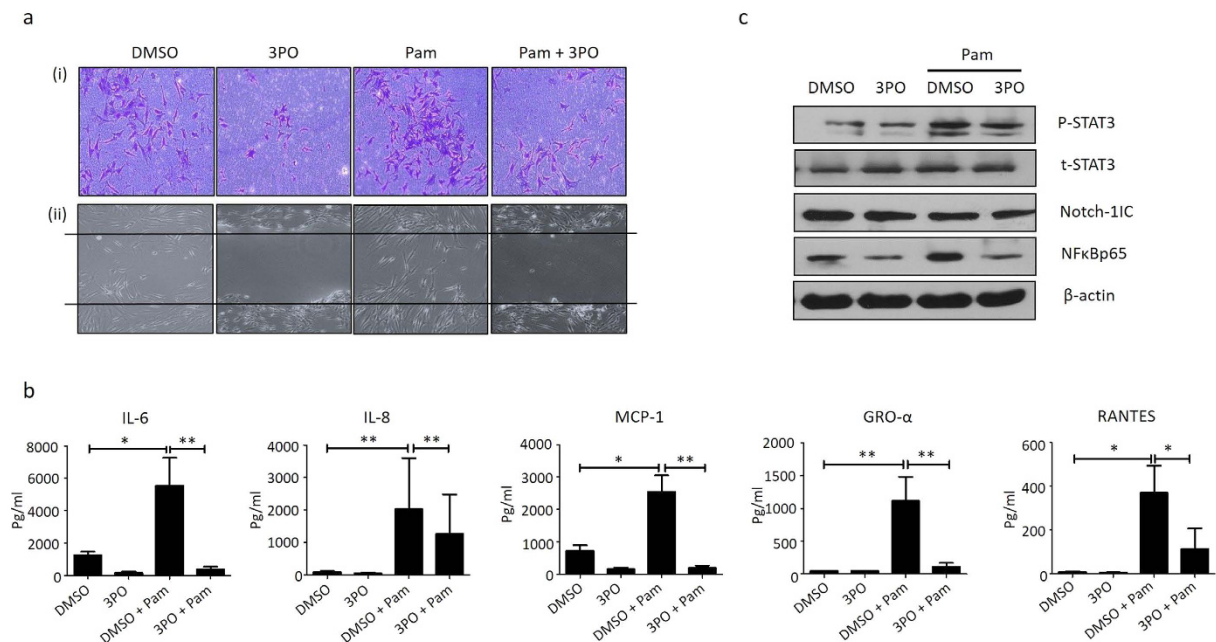 a
DMSO 3PO Pam Pam + 3PO
(i)
(ii)
c
Pam
DMSO 3PO DMSO 3PO
P-STAT3
t-STAT3
Notch-1IC
NFκBp65
β-actin
b
IL-6
* **
Pg/ml
8000
6000
4000
2000
0
DMSO 3PO DMSO + Pam 3PO + Pam
IL-8
** **
Pg/ml
4000
3000
2000
1000
0
DMSO 3PO DMSO + Pam 3PO + Pam
MCP-1
* **
Pg/ml
4000
3000
2000
1000
0
DMSO 3PO DMSO + Pam 3PO + Pam
GRO-α
** **
Pg/ml
1500
1000
500
0
DMSO 3PO DMSO + Pam 3PO + Pam
RANTES
* *
Pg/ml
600
400
200
0
DMSO 3PO DMSO + Pam 3PO + Pam